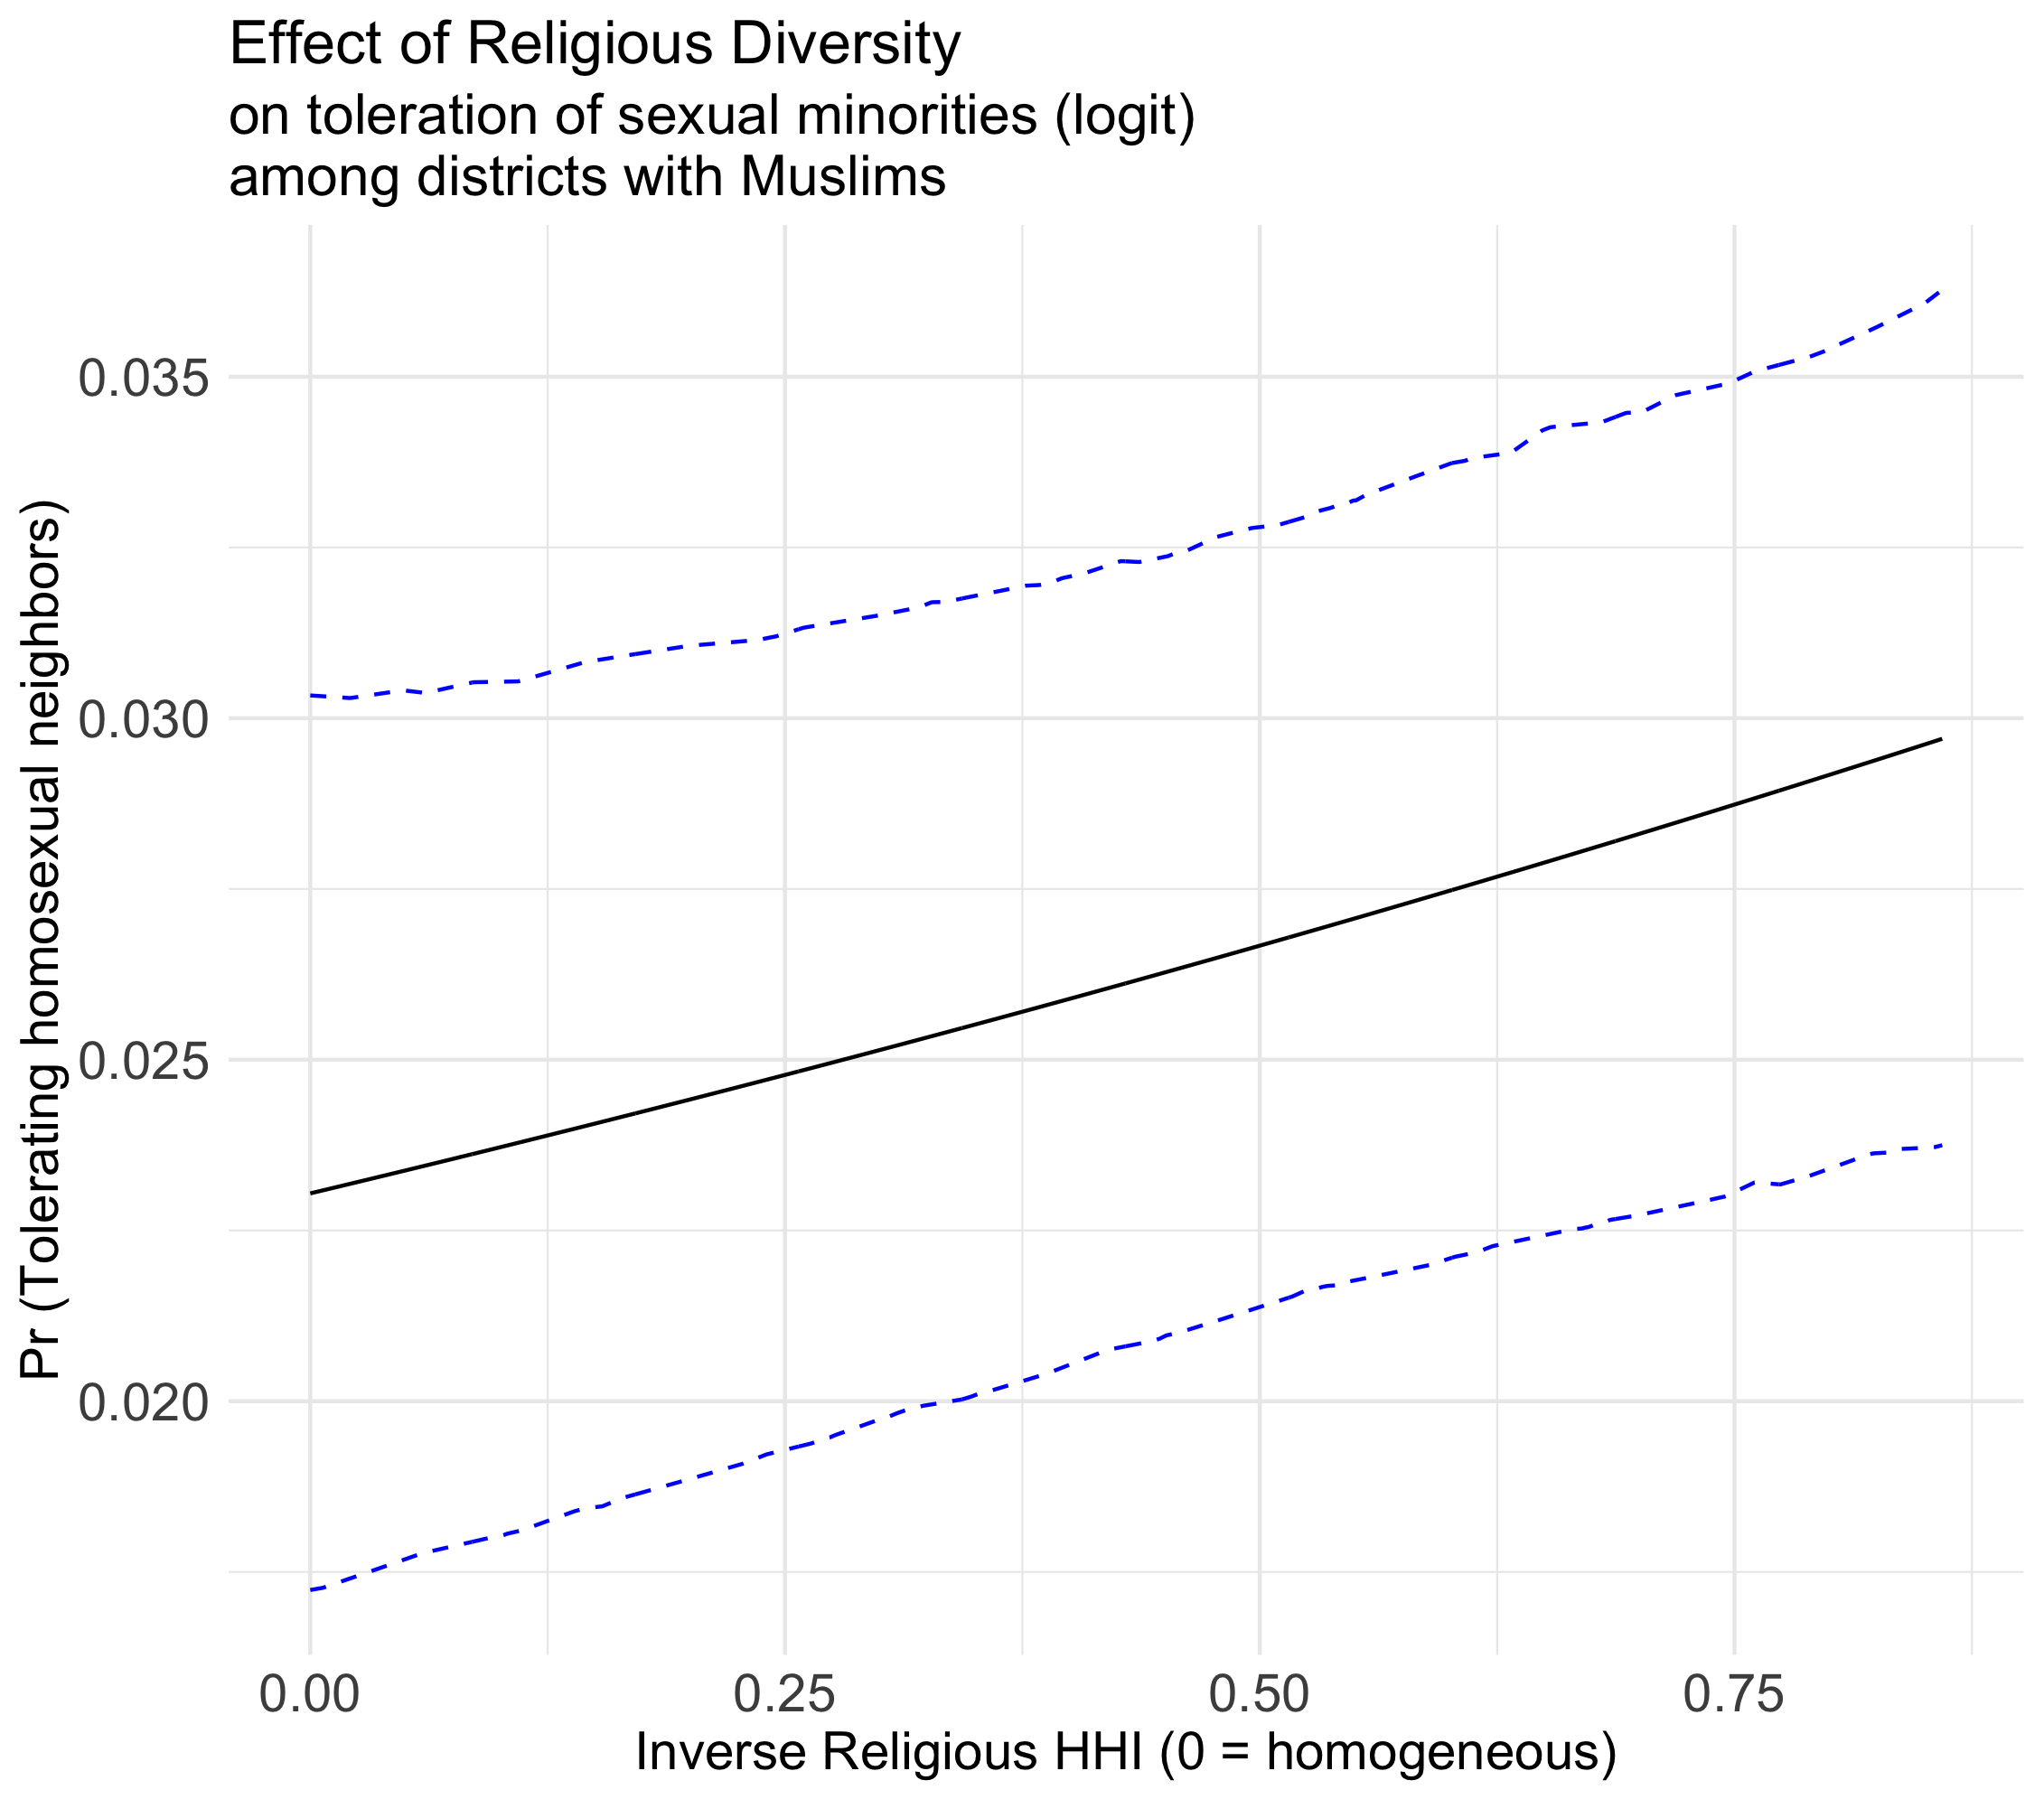 Effect of Religious Diversity
on toleration of sexual minorities (logit)
among districts with Muslims
Pr (Tolerating homosexual neighbors)
0.035
0.030
0.025
0.020
0.00 0.25 0.50 0.75
Inverse Religious HHI (0 = homogeneous)